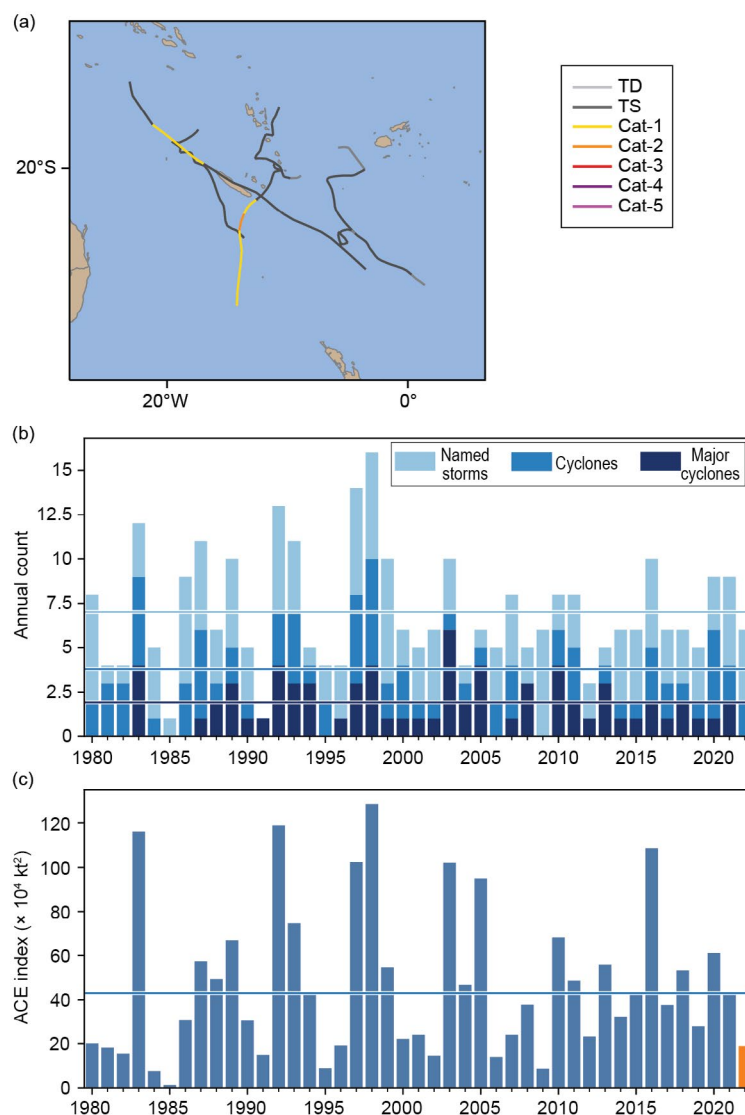 (a)
20°S
20°W
0°
TD
TS
Cat-1
Cat-2
Cat-3
Cat-4
Cat-5
(b)
Annual count
15
12.5
10
7.5
5
2.5
0
Named storms
Cyclones
Major cyclones
1980 1985 1990 1995 2000 2005 2010 2015 2020
(c)
ACE index (× 10⁴ kt²)
120
100
80
60
40
20
0
1980 1985 1990 1995 2000 2005 2010 2015 2020